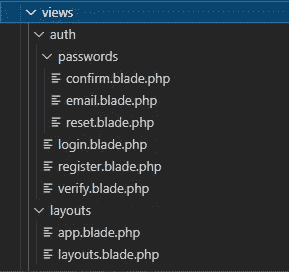 views
auth
passwords
confirm.blade.php
email.blade.php
reset.blade.php
login.blade.php
register.blade.php
verify.blade.php
layouts
app.blade.php
layouts.blade.php